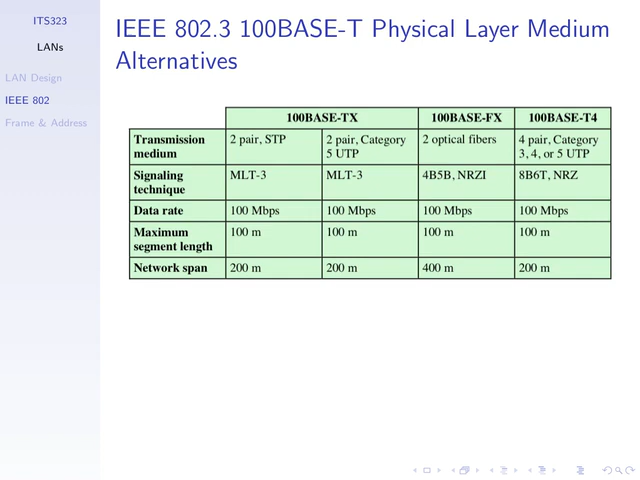 ITS323
LANs
LAN Design
IEEE 802
Frame & Address
IEEE 802.3 100BASE-T Physical Layer Medium
Alternatives
100BASE-TX 100BASE-FX 100BASE-T4
Transmission medium 2 pair, STP 2 pair, Category 5 UTP 2 optical fibers 4 pair, Category 3, 4, or 5 UTP
Signaling technique MLT-3 MLT-3 4B5B, NRZI 8B6T, NRZ
Data rate 100 Mbps 100 Mbps 100 Mbps 100 Mbps
Maximum segment length 100 m 100 m 100 m 100 m
Network span 200 m 200 m 400 m 200 m